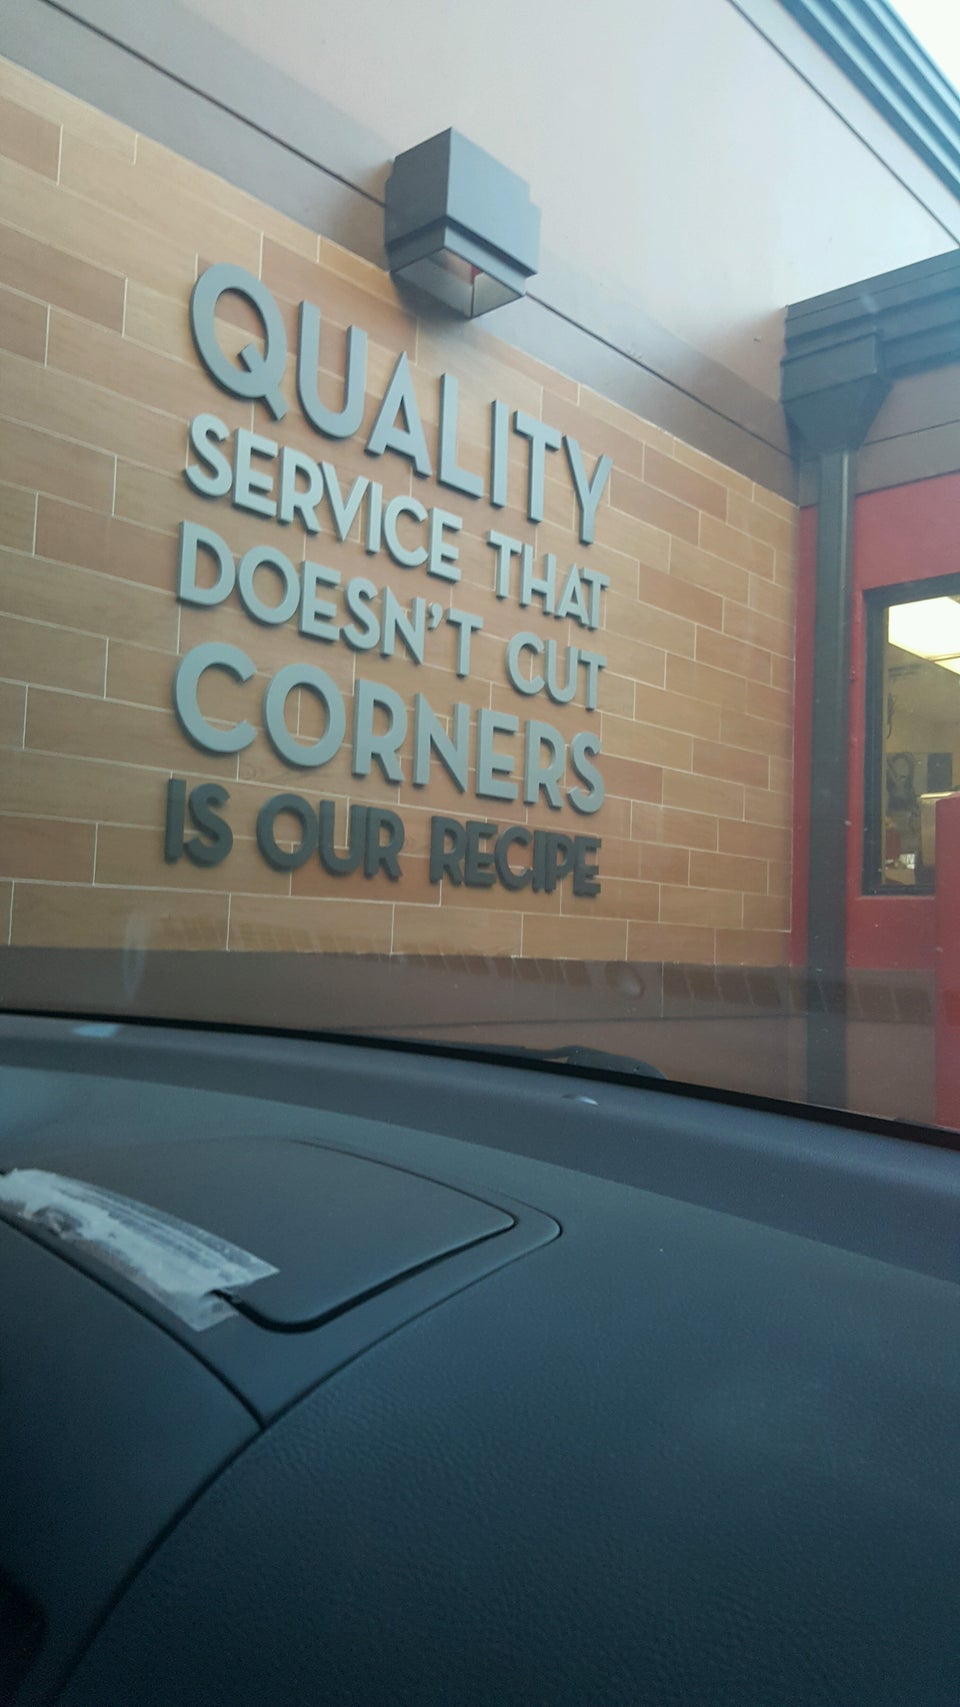 QUALITY
SERVICE THAT
DOESN'T CUT
CORNERS
IS OUR RECIPE